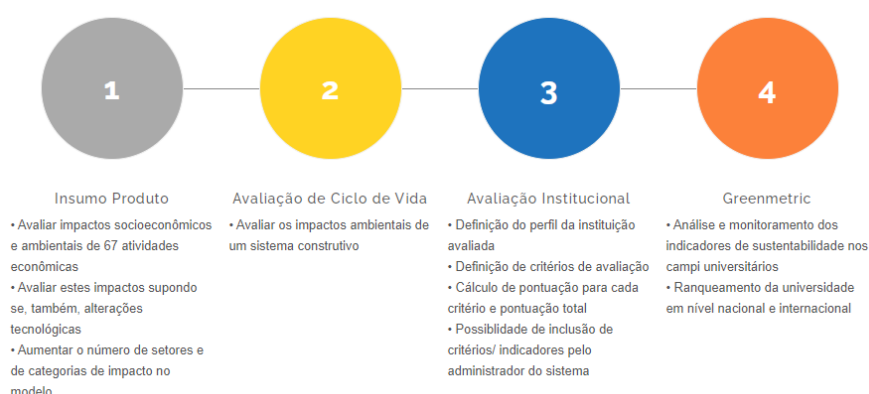 1
2
3
4
Insumo Produto
• Avaliar impactos socioeconômicos
e ambientais de 67 atividades
econômicas
• Avaliar estes impactos supondo
se, também, alterações
tecnológicas
• Aumentar o número de setores e
de categorias de impacto no
modelo
Avaliação de Ciclo de Vida
• Avaliar os impactos ambientais de
um sistema construtivo
Avaliação Institucional
• Definição do perfil da instituição
avaliada
• Definição de critérios de avaliação
• Cálculo de pontuação para cada
critério e pontuação total
• Possiblidade de inclusão de
critérios/ indicadores pelo
administrador do sistema
Greenmetric
• Análise e monitoramento dos
indicadores de sustentabilidade nos
campi universitários
• Ranqueamento da universidade
em nível nacional e internacional